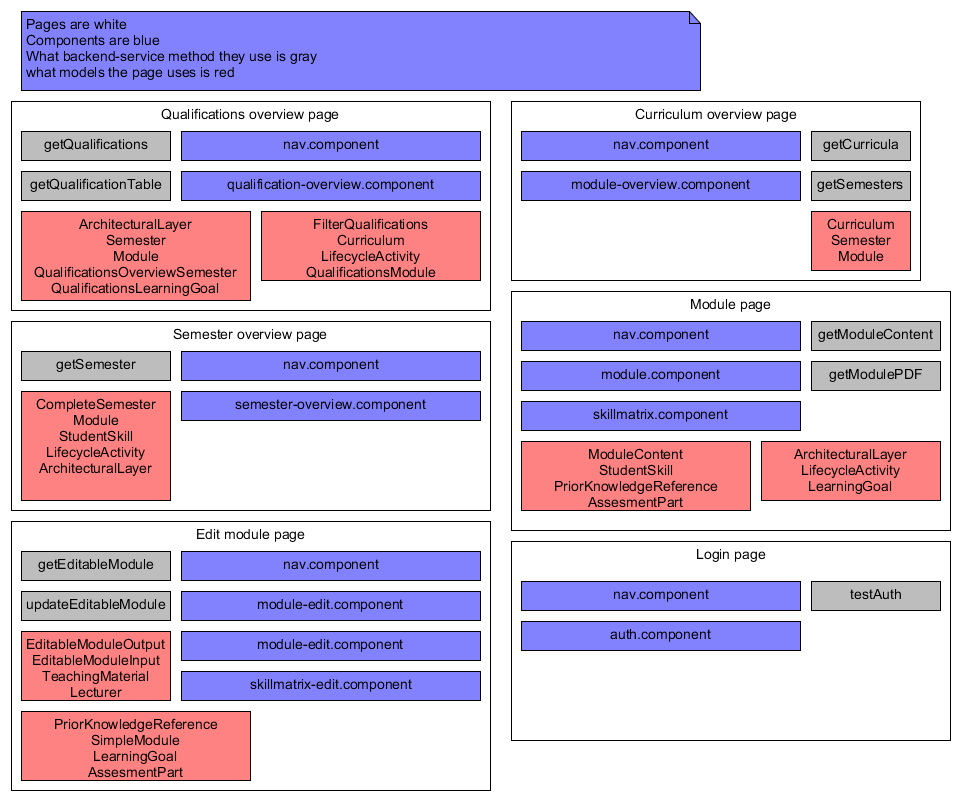 Pages are white
Components are blue
What backend-service method they use is gray
what models the page uses is red
Qualifications overview page
getQualifications
nav.component
getQualificationTable
qualification-overview.component
ArchitecturalLayer
Semester
Module
QualificationsOverviewSemester
QualificationsLearningGoal
FilterQualifications
Curriculum
LifecycleActivity
QualificationsModule
Curriculum overview page
nav.component
getCurricula
module-overview.component
getSemesters
Curriculum
Semester
Module
Semester overview page
getSemester
nav.component
CompleteSemester
Module
StudentSkill
LifecycleActivity
ArchitecturalLayer
semester-overview.component
Module page
nav.component
getModuleContent
module.component
getModulePDF
skillmatrix.component
ModuleContent
StudentSkill
PriorKnowledgeReference
AssesmentPart
ArchitecturalLayer
LifecycleActivity
LearningGoal
Edit module page
getEditableModule
nav.component
updateEditableModule
module-edit.component
EditableModuleOutput
EditableModuleInput
TeachingMaterial
Lecturer
module-edit.component
skillmatrix-edit.component
PriorKnowledgeReference
SimpleModule
LearningGoal
AssesmentPart
Login page
nav.component
testAuth
auth.component